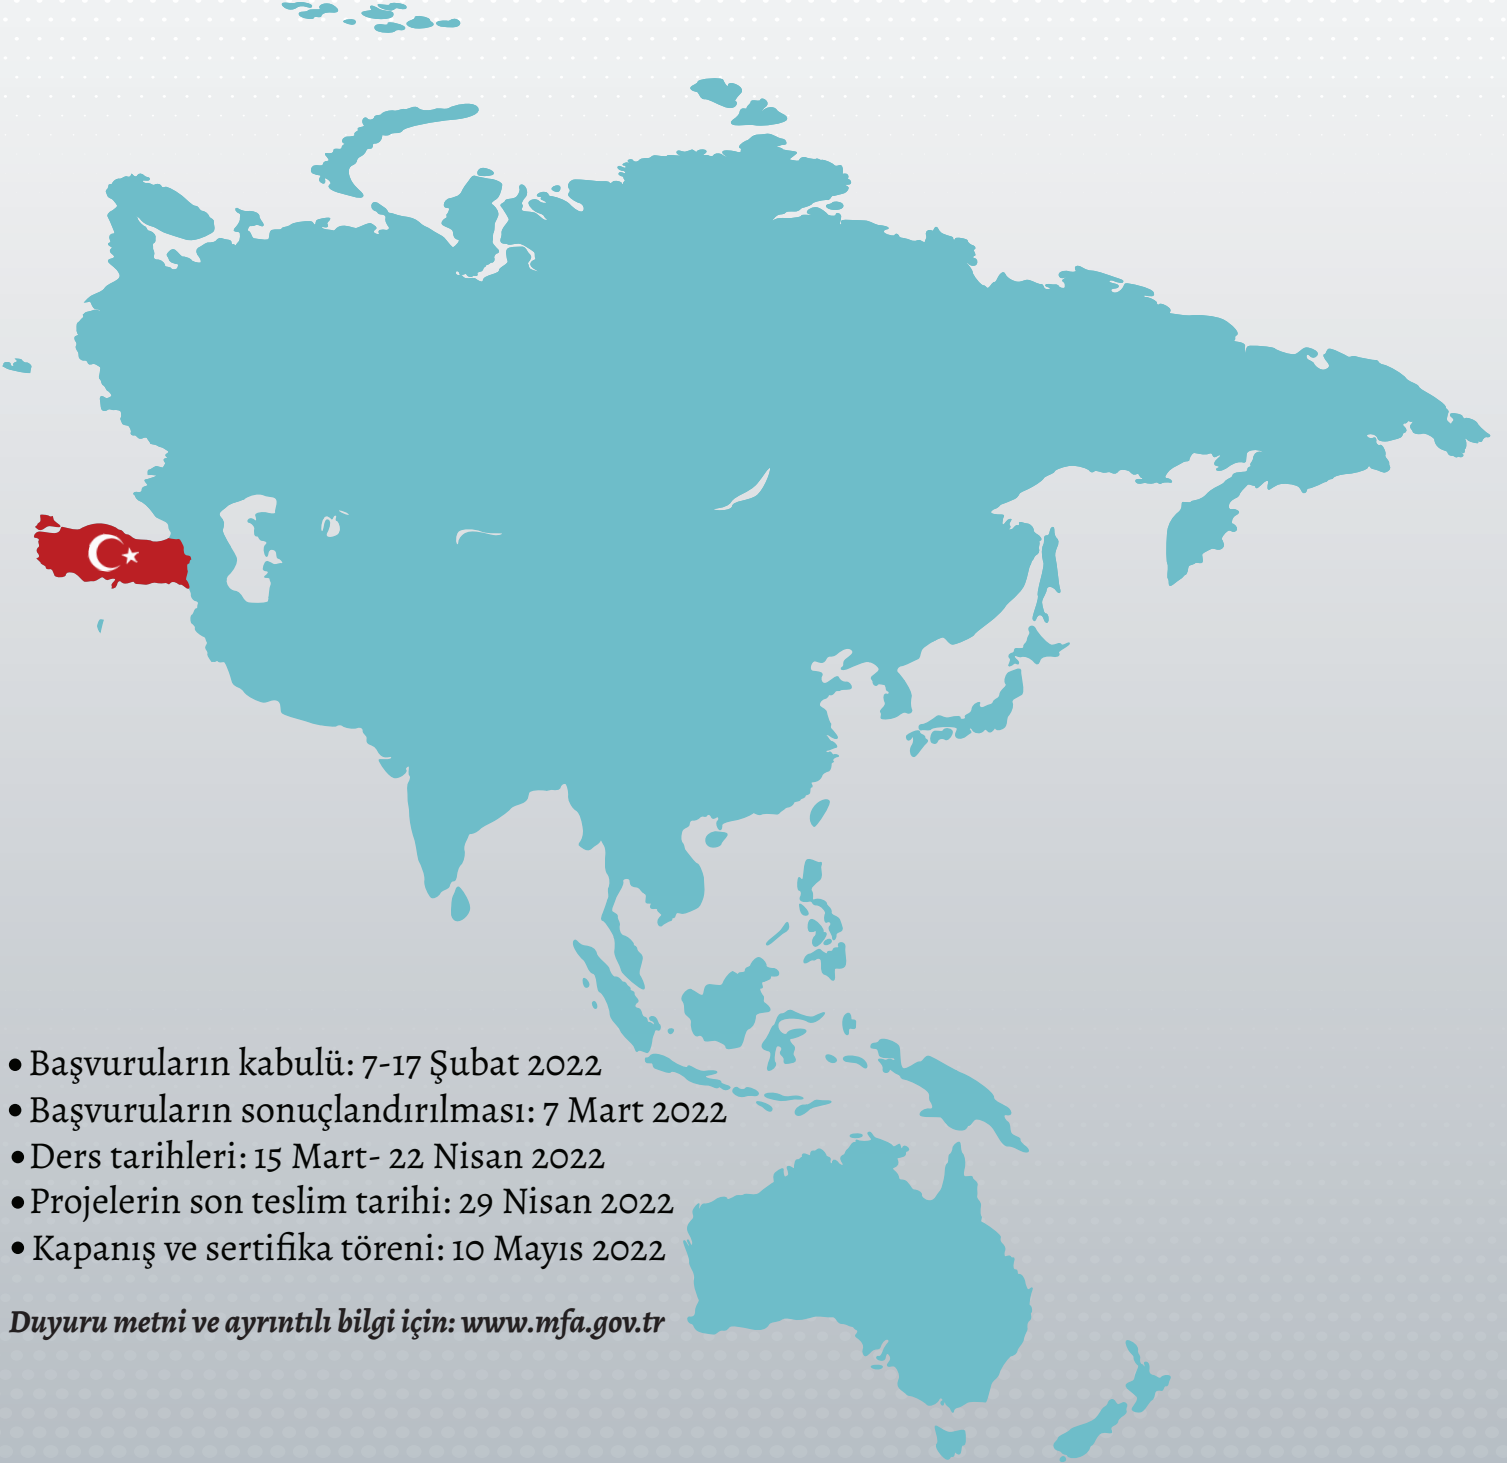 • Başvuruların kabulü: 7-17 Şubat 2022
• Başvuruların sonuçlandırılması: 7 Mart 2022
• Ders tarihleri: 15 Mart- 22 Nisan 2022
• Projelerin son teslim tarihi: 29 Nisan 2022
• Kapanış ve sertifika töreni: 10 Mayıs 2022
Duyuru metni ve ayrıntılı bilgi için: www.mfa.gov.tr